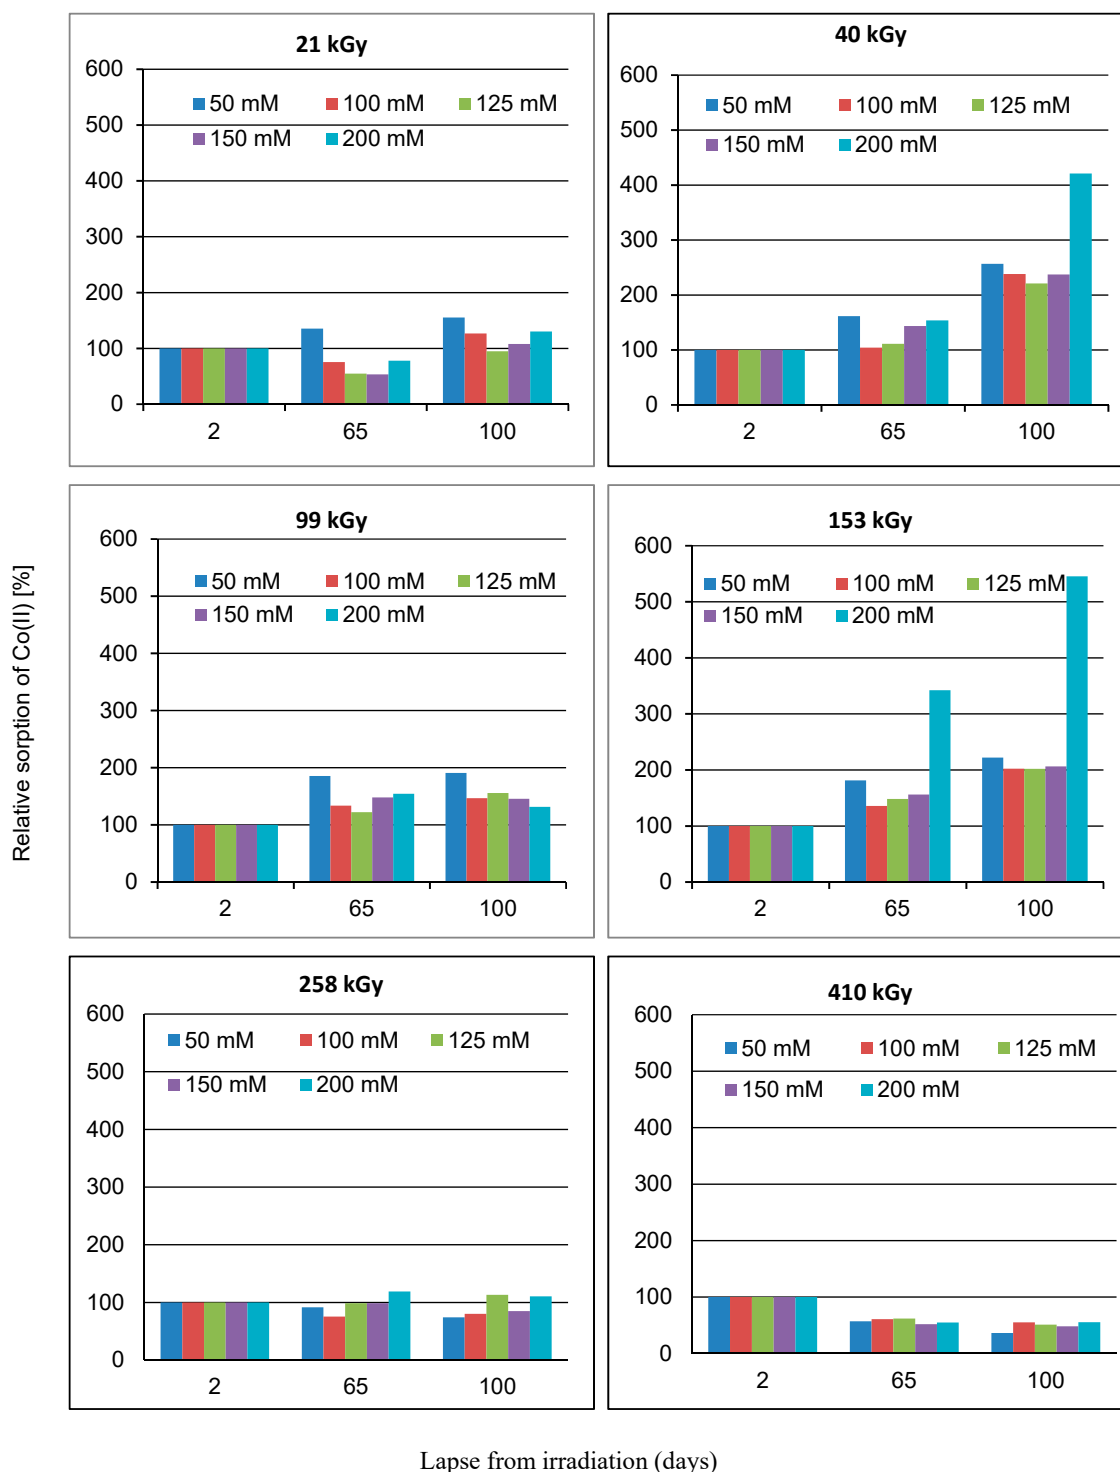 21 kGy
600
500
400
300
200
100
0
50 mM 100 mM 125 mM
150 mM 200 mM
2 65 100
40 kGy
600
500
400
300
200
100
0
50 mM 100 mM 125 mM
150 mM 200 mM
2 65 100
Relative sorption of Co(II) [%]
99 kGy
600
500
400
300
200
100
0
50 mM 100 mM 125 mM
150 mM 200 mM
2 65 100
153 kGy
600
500
400
300
200
100
0
50 mM 100 mM 125 mM
150 mM 200 mM
2 65 100
258 kGy
600
500
400
300
200
100
0
50 mM 100 mM 125 mM
150 mM 200 mM
2 65 100
410 kGy
600
500
400
300
200
100
0
50 mM 100 mM 125 mM
150 mM 200 mM
2 65 100
Lapse from irradiation (days)